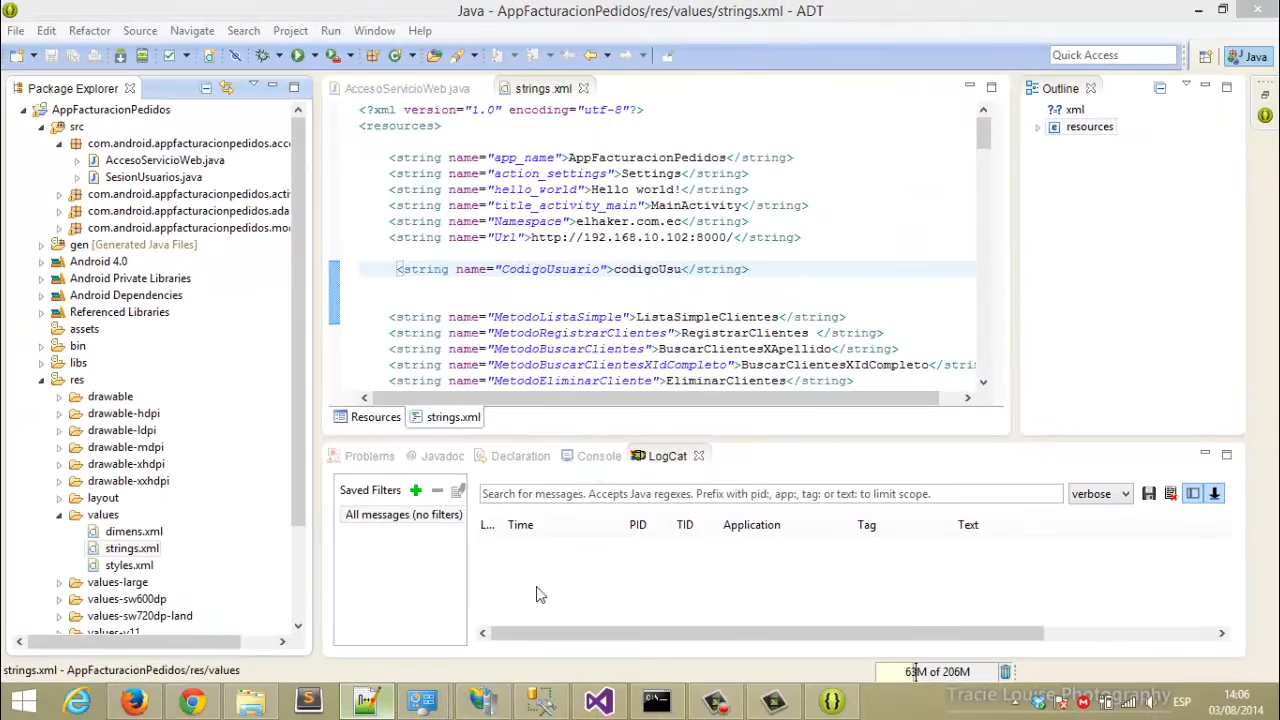 Java - AppFacturacionPedidos/res/values/strings.xml - ADT
File Edit Refactor Source Navigate Search Project Run Window Help
Quick Access
Java
Package Explorer
AppFacturacionPedidos
src
com.android.appfacturacionpedidos.acc
AccesoServicioWeb.java
SesionUsuarios.java
com.android.appfacturacionpedidos.acti
com.android.appfacturacionpedidos.ada
com.android.appfacturacionpedidos.mo
gen [Generated Java Files]
Android 4.0
Android Private Libraries
Android Dependencies
Referenced Libraries
assets
bin
libs
res
drawable
drawable-hdpi
drawable-ldpi
drawable-mdpi
drawable-xhdpi
drawable-xxhdpi
layout
values
dimens.xml
strings.xml
styles.xml
values-large
values-sw600dp
values-sw720dp-land
values-v11
AccesoServicioWeb.java strings.xml
<?xml version="1.0" encoding="utf-8"?>
<resources>
<string name="app_name">AppFacturacionPedidos</string>
<string name="action_settings">Settings</string>
<string name="hello_world">Hello world!</string>
<string name="title_activity_main">MainActivity</string>
<string name="Namespace">elhaker.com.ec</string>
<string name="Url">http://192.168.10.102:8000/</string>
<string name="CodigoUsuario">codigoUsu</string>
<string name="MetodoListaSimple">ListaSimpleClientes</string>
<string name="MetodoRegistrarClientes">RegistrarClientes </string>
<string name="MetodoBuscarClientes">BuscarClientesXApellido</string>
<string name="MetodoBuscarClientesXIdCompleto">BuscarClientesXIdCompleto</strin
<string name="MetodoEliminarCliente">EliminarClientes</string>
Resources strings.xml
Outline
xml
resources
Problems Javadoc Declaration Console LogCat
Saved Filters
All messages (no filters)
Search for messages. Accepts Java regexes. Prefix with pid:, app:, tag: or text: to limit scope.
verbose
L... Time PID TID Application Tag Text
strings.xml - AppFacturacionPedidos/res/values
63M of 206M
Tracie Louise Photography
ESP
14:06
03/08/2014